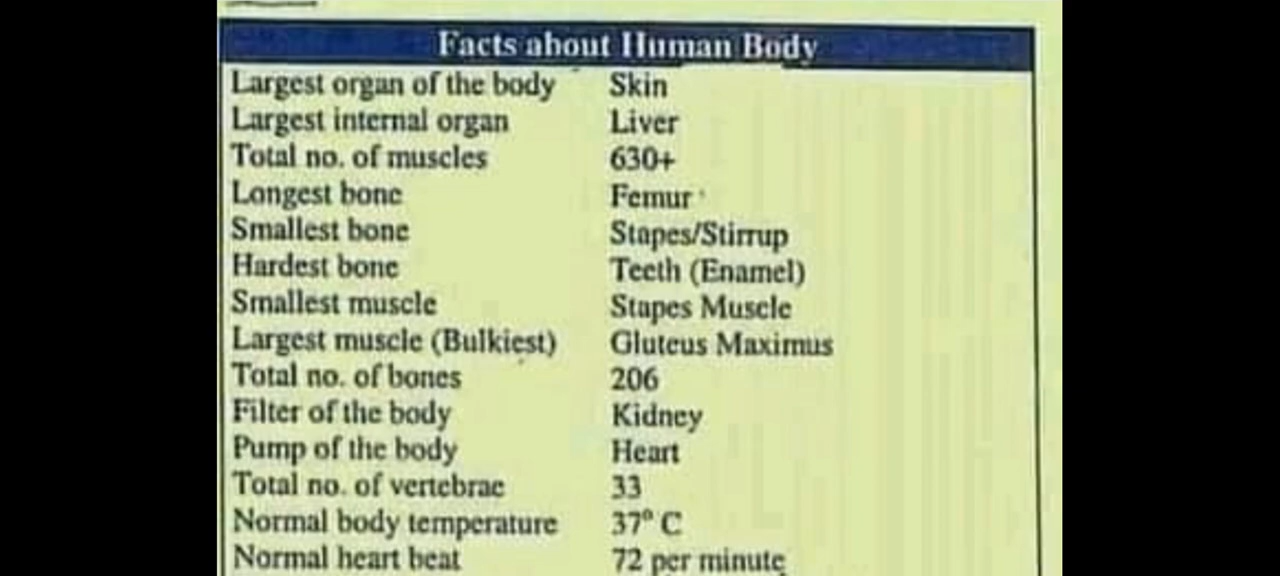 Facts about Human Body
Largest organ of the body Skin
Largest internal organ Liver
Total no. of muscles 630+
Longest bone Femur
Smallest bone Stapes/Stirrup
Hardest bone Teeth (Enamel)
Smallest muscle Stapes Muscle
Largest muscle (Bulkiest) Gluteus Maximus
Total no. of bones 206
Filter of the body Kidney
Pump of the body Heart
Total no. of vertebrae 33
Normal body temperature 37° C
Normal heart beat 72 per minute